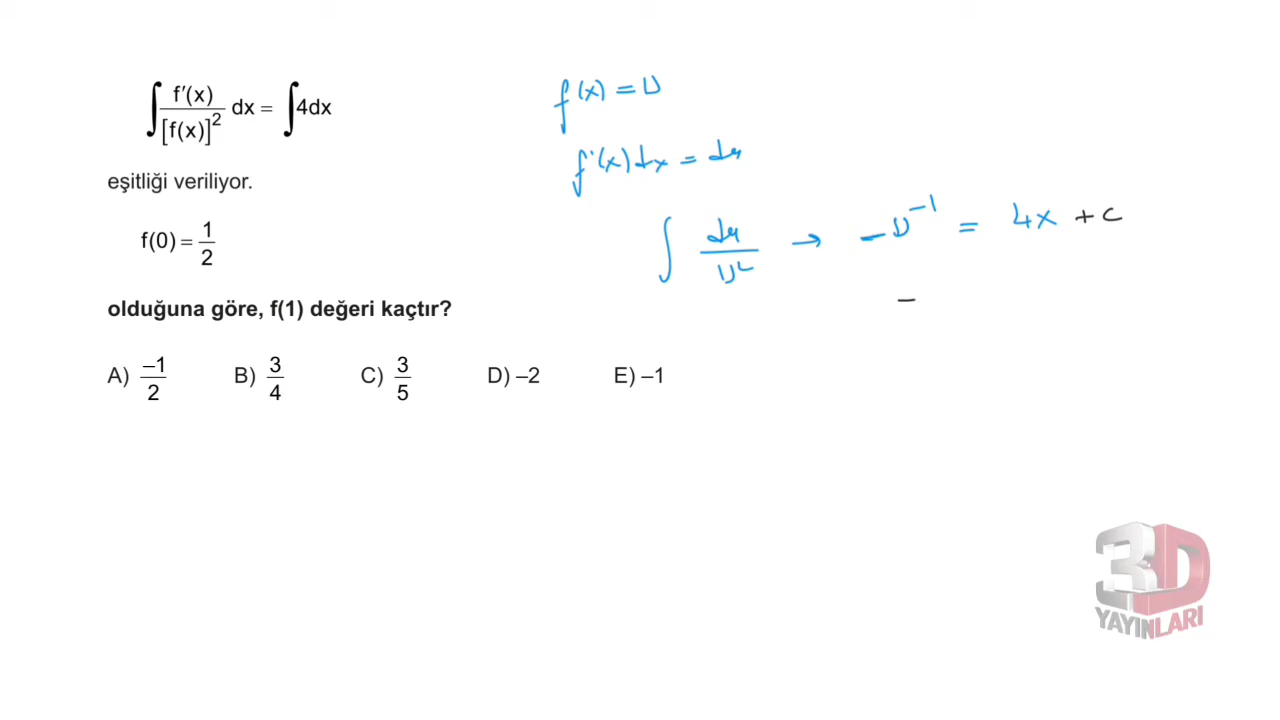 ∫ f'(x) / [f(x)]² dx = ∫ 4dx
eşitliği veriliyor.
f(0) = 1/2
olduğuna göre, f(1) değeri kaçtır?
A) –1/2 B) 3/4 C) 3/5 D) –2 E) –1
f(x) = u
f'(x) dx = du
∫ du / u² → –u⁻¹ = 4x + c
–
3D
YAYINLARI